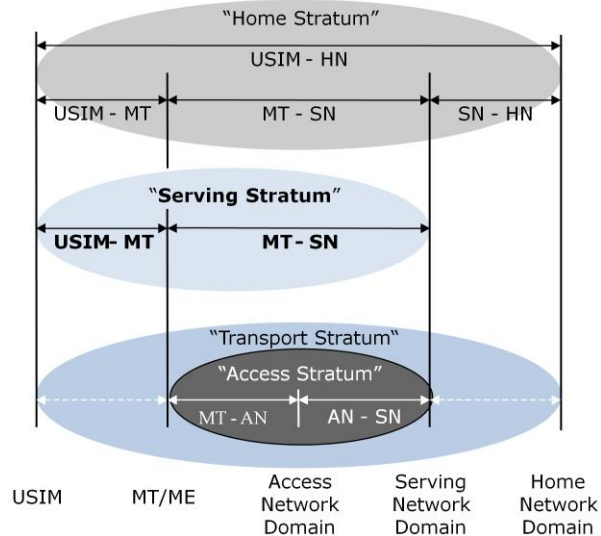 “Home Stratum”
USIM - HN
USIM - MT
MT - SN
SN - HN
“Serving Stratum”
USIM- MT
MT - SN
“Transport Stratum“
“Access Stratum”
MT - AN
AN - SN
USIM
MT/ME
Access
Network
Domain
Serving
Network
Domain
Home
Network
Domain